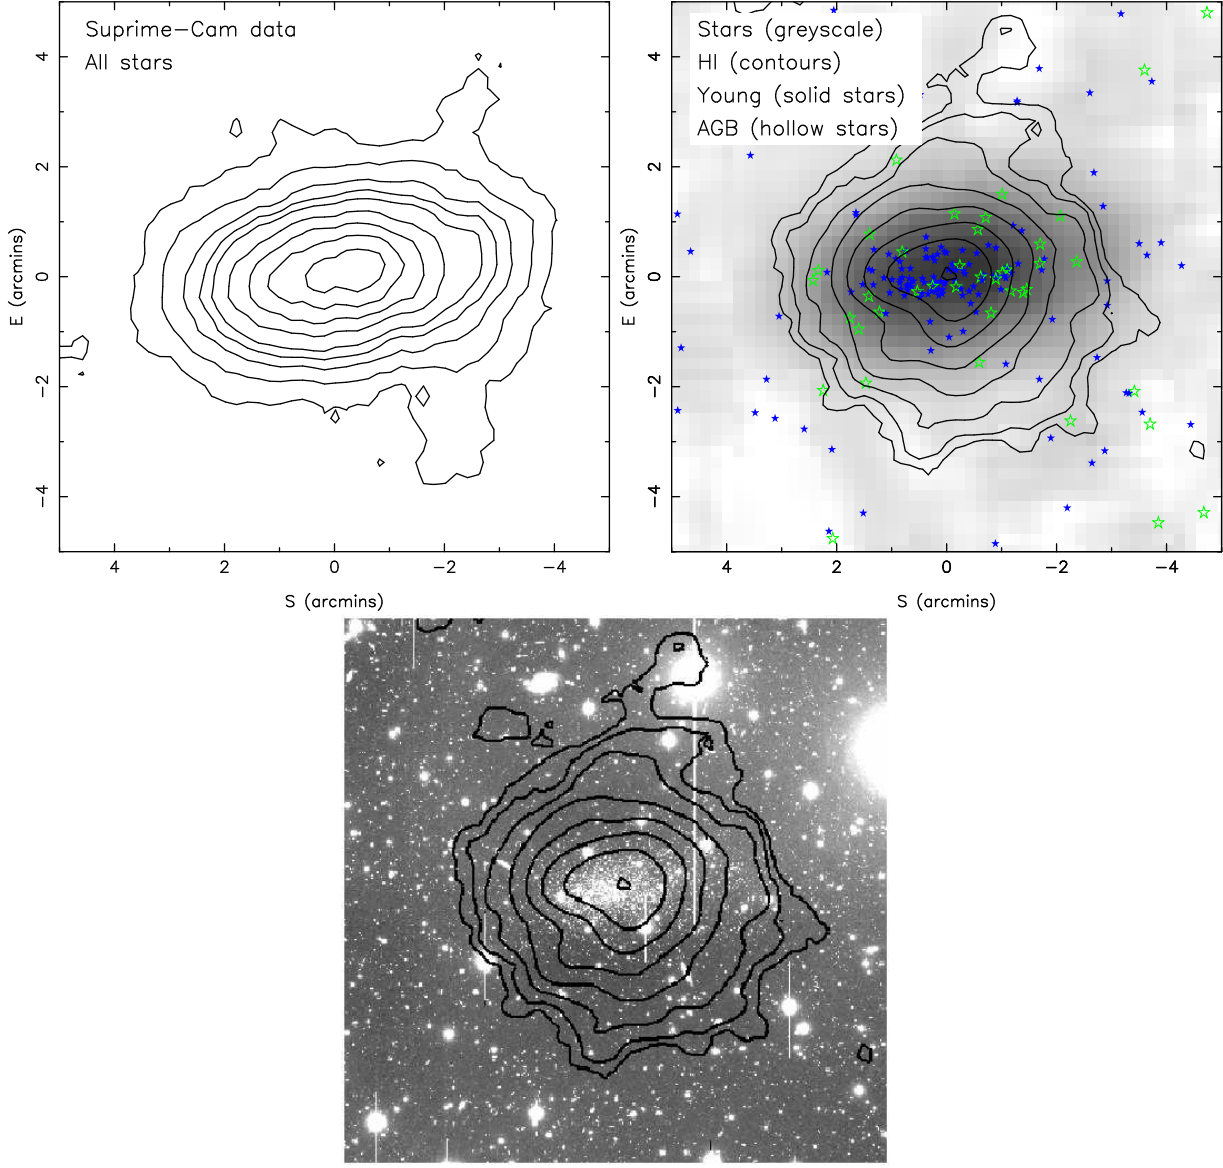 Suprime-Cam data
All stars
4
2
0
-2
-4
E (arcmins)
4
2
0
-2
-4
S (arcmins)
Stars (greyscale)
HI (contours)
Young (solid stars)
AGB (hollow stars)
4
2
0
-2
-4
E (arcmins)
4
2
0
-2
-4
S (arcmins)